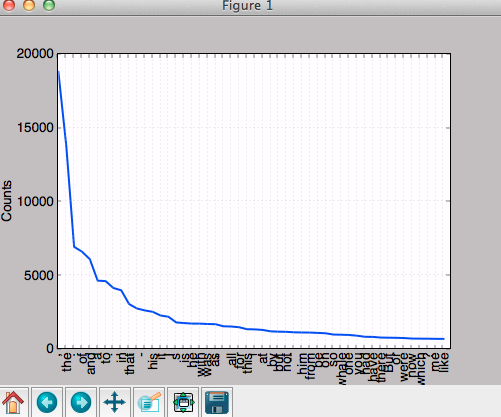 Figure 1
20000
15000
10000
5000
0
Counts
,
the
of
and
a
to
in
that
-
his
it
I
s
is
he
with
was
as
all
for
this
at
by
but
not
him
from
be
on
so
whale
one
you
had
have
there
But
or
were
now
which
me
like